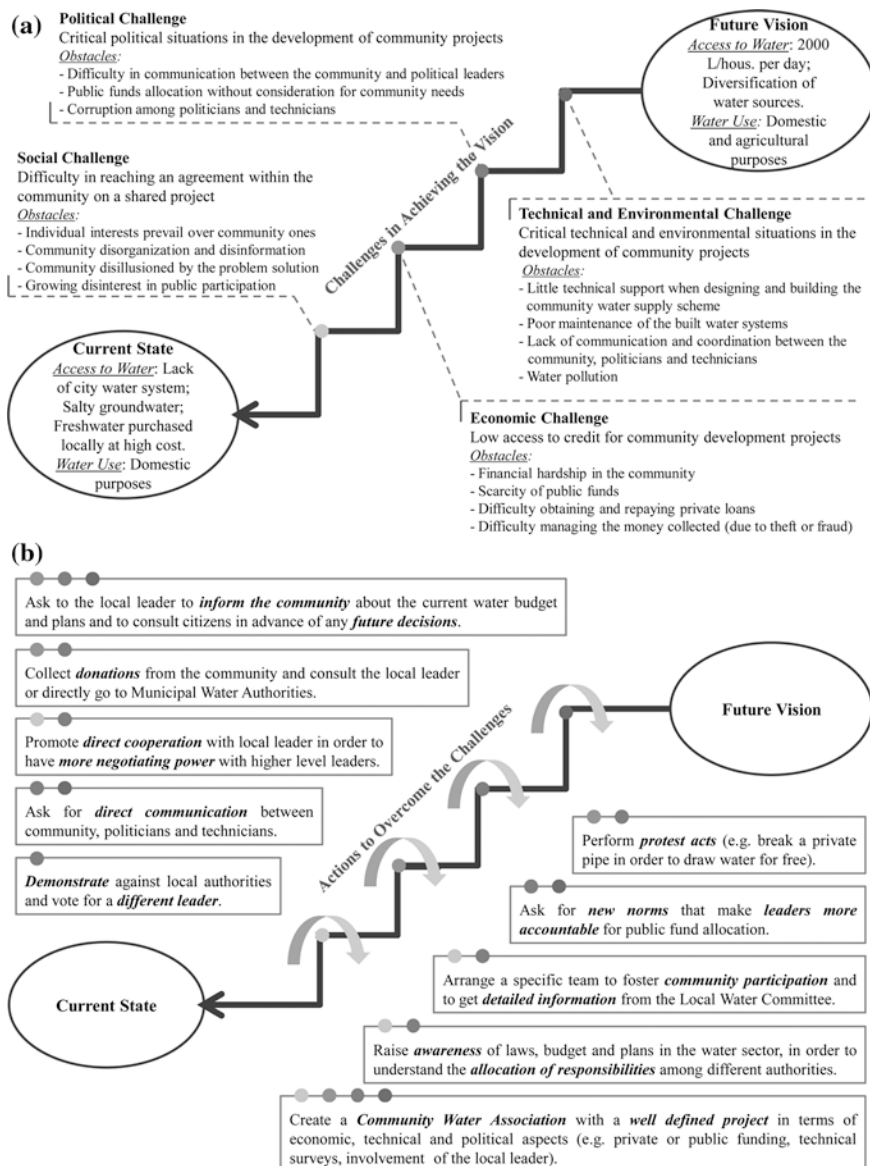 (a)
Political Challenge
Critical political situations in the development of community projects
Obstacles:
- Difficulty in communication between the community and political leaders
- Public funds allocation without consideration for community needs
- Corruption among politicians and technicians
Future Vision
Access to Water: 2000
L/hous. per day;
Diversification of
water sources.
Water Use: Domestic
and agricultural
purposes
Social Challenge
Difficulty in reaching an agreement within the
community on a shared project
Obstacles:
- Individual interests prevail over community ones
- Community disorganization and disinformation
- Community disillusioned by the problem solution
- Growing disinterest in public participation
Challenges in Achieving the Vision
Technical and Environmental Challenge
Critical technical and environmental situations in the
development of community projects
Obstacles:
- Little technical support when designing and building the
community water supply scheme
- Poor maintenance of the built water systems
- Lack of communication and coordination between the
community, politicians and technicians
- Water pollution
Current State
Access to Water: Lack
of city water system;
Salty groundwater;
Freshwater purchased
locally at high cost.
Water Use: Domestic
purposes
Economic Challenge
Low access to credit for community development projects
Obstacles:
- Financial hardship in the community
- Scarcity of public funds
- Difficulty obtaining and repaying private loans
- Difficulty managing the money collected (due to theft or fraud)
(b)
Ask to the local leader to inform the community about the current water budget
and plans and to consult citizens in advance of any future decisions.
Collect donations from the community and consult the local leader
or directly go to Municipal Water Authorities.
Promote direct cooperation with local leader in order to
have more negotiating power with higher level leaders.
Ask for direct communication between
community, politicians and technicians.
Demonstrate against local authorities
and vote for a different leader.
Actions to Overcome the Challenges
Future Vision
Perform protest acts (e.g. break a private
pipe in order to draw water for free).
Ask for new norms that make leaders more
accountable for public fund allocation.
Arrange a specific team to foster community participation and
to get detailed information from the Local Water Committee.
Current State
Raise awareness of laws, budget and plans in the water sector, in order to
understand the allocation of responsibilities among different authorities.
Create a Community Water Association with a well defined project in terms of
economic, technical and political aspects (e.g. private or public funding, technical
surveys, involvement of the local leader).